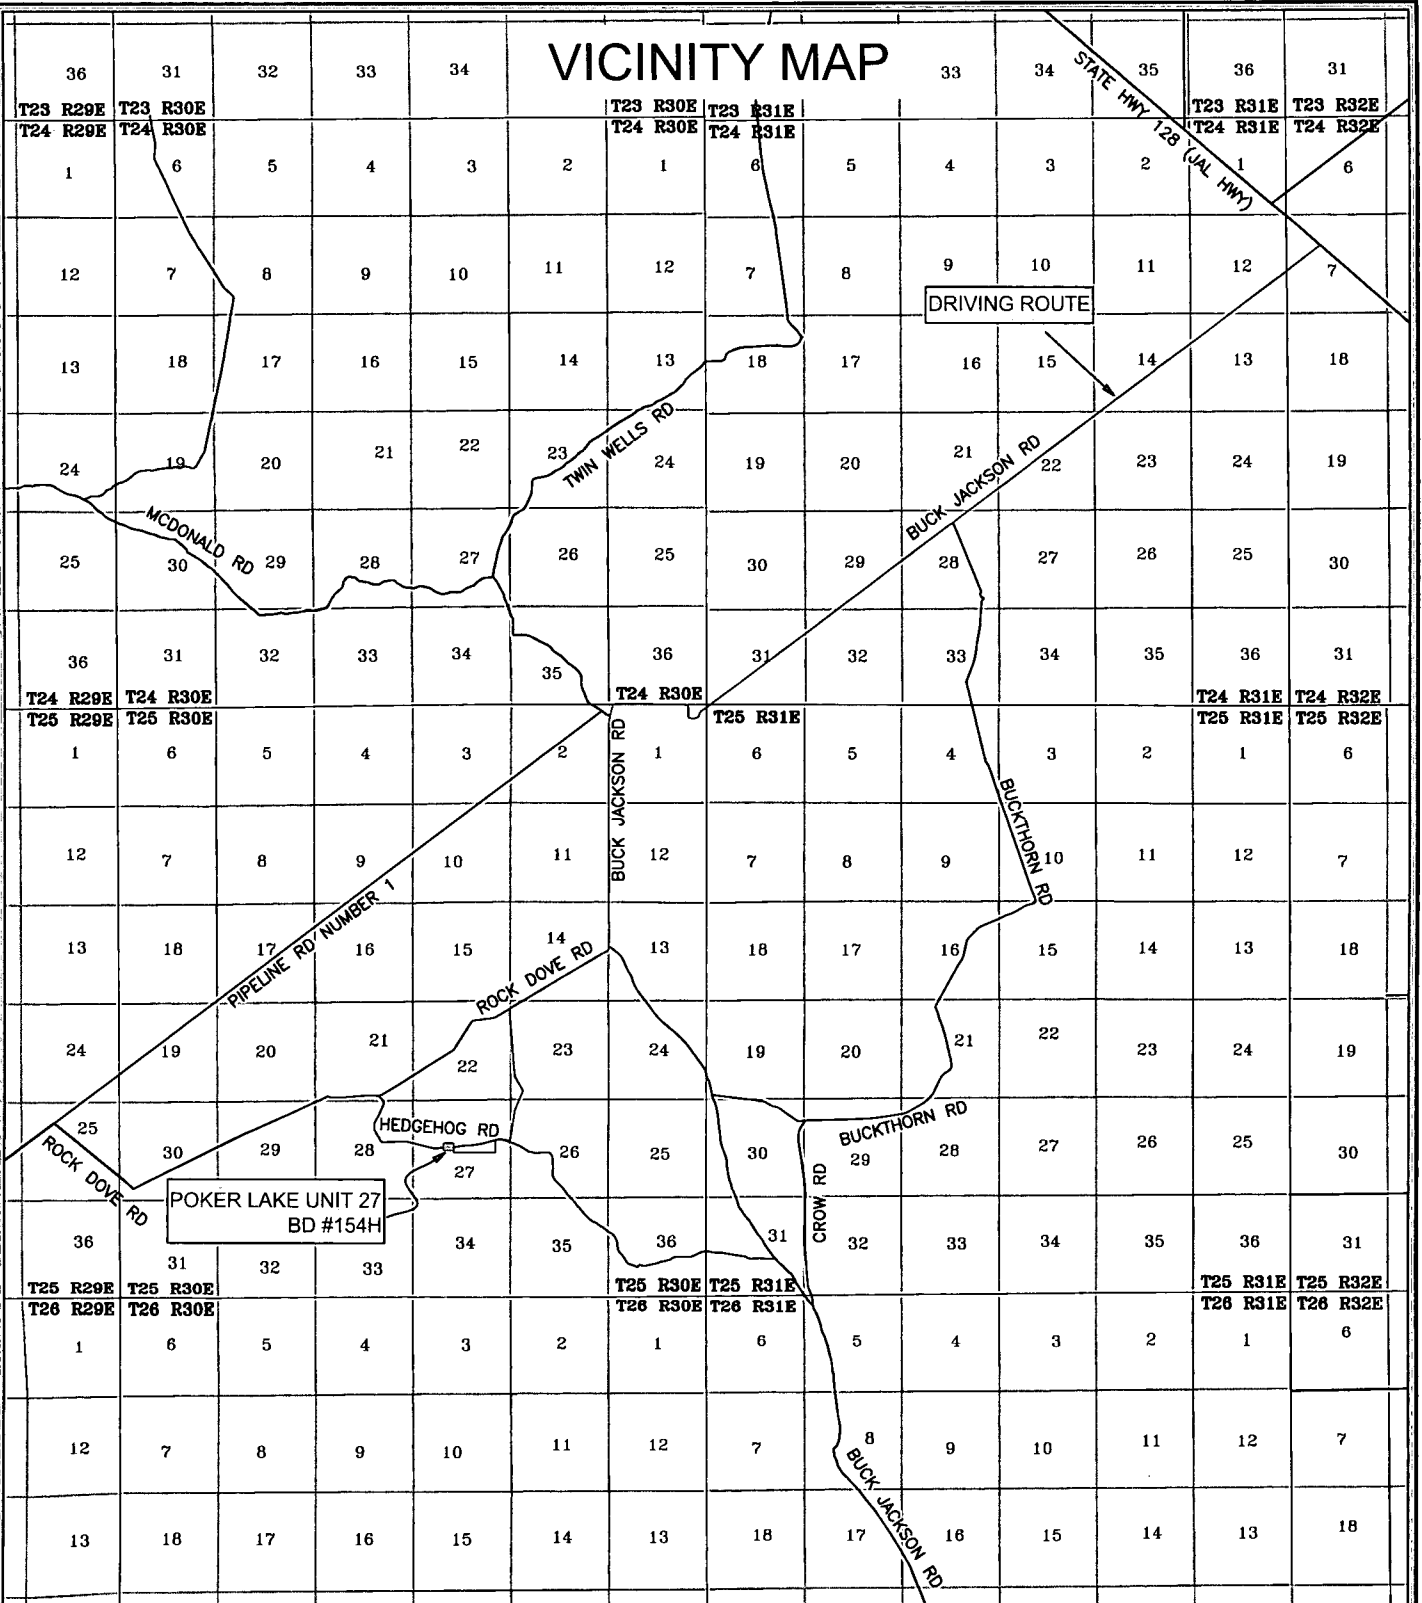 VICINITY MAP
36 31 32 33 34 33 34 35 36 31
STATE HWY 128 (JAL HWY)
T23 R29E T23 R30E T23 R30E T23 R31E T23 R31E T23 R32E
T24 R29E T24 R30E T24 R30E T24 R31E T24 R31E T24 R32E
1 6 5 4 3 2 1 6 5 4 3 2 1 6
12 7 8 9 10 11 12 7 8 9 10 11 12 7
DRIVING ROUTE
13 18 17 16 15 14 13 18 17 16 15 14 13 18
TWIN WELLS RD
BUCK JACKSON RD
24 19 20 21 22 23 24 19 20 21 22 23 24 19
MCDONALD RD
25 30 29 28 27 26 25 30 29 28 27 26 25 30
36 31 32 33 34 35 36 31 32 33 34 35 36 31
T24 R29E T24 R30E T24 R30E T24 R31E T24 R32E
T25 R29E T25 R30E T25 R31E T25 R31E T25 R32E
1 6 5 4 3 2 1 6 5 4 3 2 1 6
BUCK JACKSON RD
BUCKTHORN RD
12 7 8 9 10 11 12 7 8 9 10 11 12 7
PIPELINE RD NUMBER 1
13 18 17 16 15 14 13 18 17 16 15 14 13 18
ROCK DOVE RD
24 19 20 21 22 23 24 19 20 21 22 23 24 19
HEDGEHOG RD
BUCKTHORN RD
25 30 29 28 27 26 25 30 29 28 27 26 25 30
ROCK DOVE RD
CROW RD
POKER LAKE UNIT 27
BD #154H
36 31 32 33 34 35 36 31 32 33 34 35 36 31
T25 R29E T25 R30E T25 R30E T25 R31E T25 R31E T25 R32E
T26 R29E T26 R30E T26 R30E T26 R31E T26 R31E T26 R32E
1 6 5 4 3 2 1 6 5 4 3 2 1 6
12 7 8 9 10 11 12 7 8 9 10 11 12 7
BUCK JACKSON RD
13 18 17 16 15 14 13 18 17 16 15 14 13 18